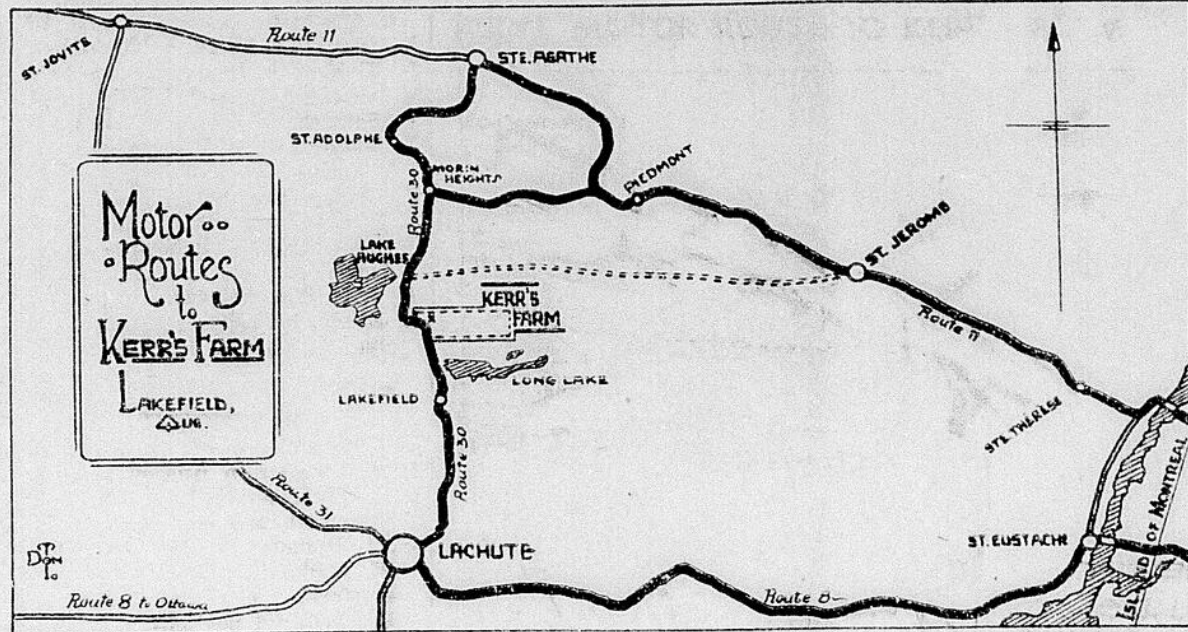 ST. JOVITE
Route 11
STE. AGATHE
ST. ADOLPHE
MORIN
HEIGHTS
Route 30
PIEDMONT
Motor
Routes
to
KERR'S FARM
LAKEFIELD,
QUE.
LAKE
HUGHES
ST. JEROME
KERR'S
FARM
Route 11
LONG LAKE
LAKEFIELD
STE. THERESE
Route 30
Route 31
LACHUTE
ST. EUSTACHE
ISLAND OF MONTREAL
Route 8 to Ottawa
Route 8